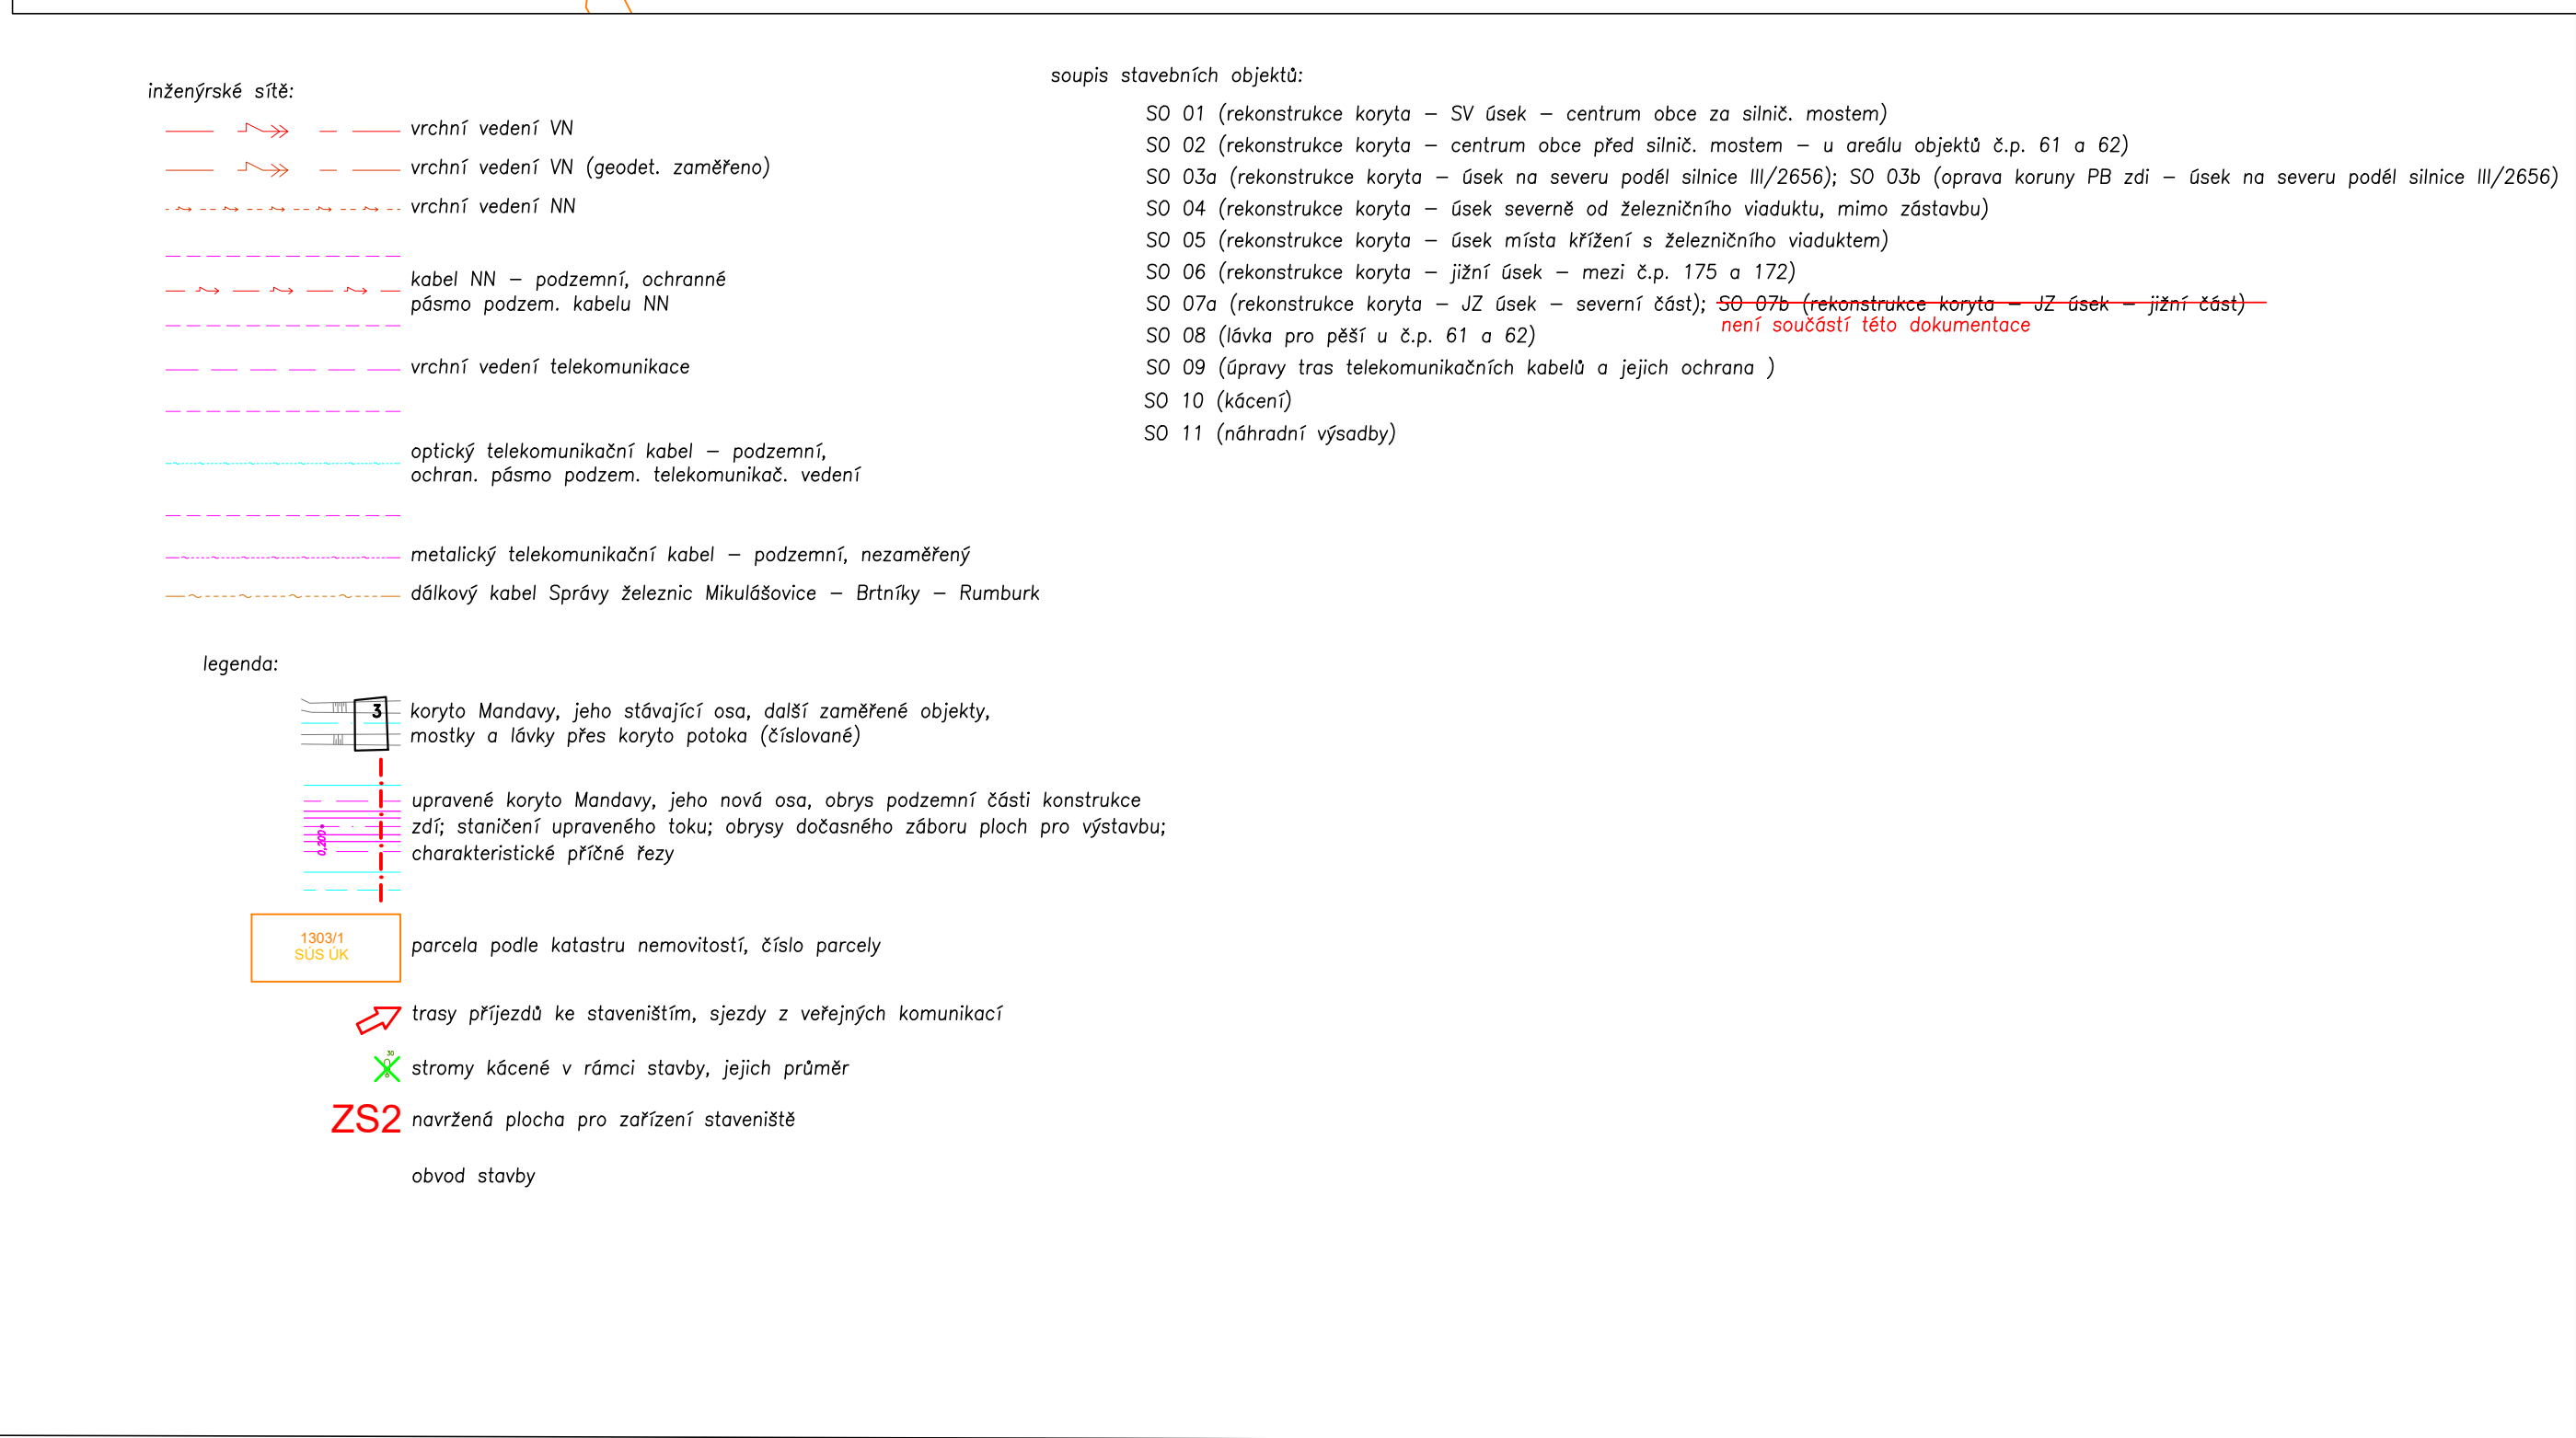 inženýrské sítě:
vrchní vedení VN
vrchní vedení VN (geodet. zaměřeno)
vrchní vedení NN
kabel NN – podzemní, ochranné
pásmo podzem. kabelu NN
vrchní vedení telekomunikace
optický telekomunikační kabel – podzemní,
ochran. pásmo podzem. telekomunikač. vedení
metalický telekomunikační kabel – podzemní, nezaměřený
dálkový kabel Správy železnic Mikulášovice – Brtníky – Rumburk
soupis stavebních objektů:
SO 01 (rekonstrukce koryta – SV úsek – centrum obce za silnič. mostem)
SO 02 (rekonstrukce koryta – centrum obce před silnič. mostem – u areálu objektů č.p. 61 a 62)
SO 03a (rekonstrukce koryta – úsek na severu podél silnice III/2656); SO 03b (oprava koruny PB zdi – úsek na severu podél silnice III/2656)
SO 04 (rekonstrukce koryta – úsek severně od železničního viaduktu, mimo zástavbu)
SO 05 (rekonstrukce koryta – úsek místa křížení s železničního viaduktem)
SO 06 (rekonstrukce koryta – jižní úsek – mezi č.p. 175 a 172)
SO 07a (rekonstrukce koryta – JZ úsek – severní část); SO 07b (rekonstrukce koryta – JZ úsek – jižní část)
není součástí této dokumentace
SO 08 (lávka pro pěší u č.p. 61 a 62)
SO 09 (úpravy tras telekomunikačních kabelů a jejich ochrana )
SO 10 (kácení)
SO 11 (náhradní výsadby)
legenda:
3
koryto Mandavy, jeho stávající osa, další zaměřené objekty,
mostky a lávky přes koryto potoka (číslované)
0,200
upravené koryto Mandavy, jeho nová osa, obrys podzemní části konstrukce
zdí; staničení upraveného toku; obrysy dočasného záboru ploch pro výstavbu;
charakteristické příčné řezy
1303/1
SÚS ÚK
parcela podle katastru nemovitostí, číslo parcely
trasy příjezdů ke staveništím, sjezdy z veřejných komunikací
30
stromy kácené v rámci stavby, jejich průměr
ZS2
navržená plocha pro zařízení staveniště
obvod stavby